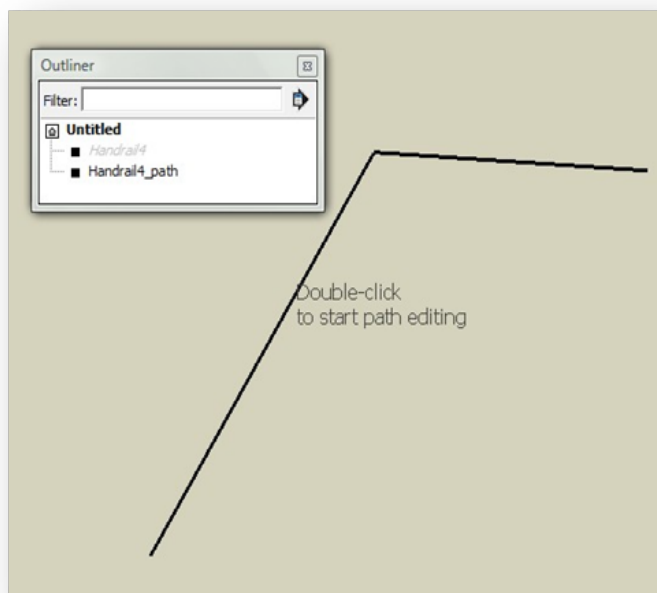 Outliner
Filter:
Untitled
Handrail4
Handrail4_path
Double-click
to start path editing